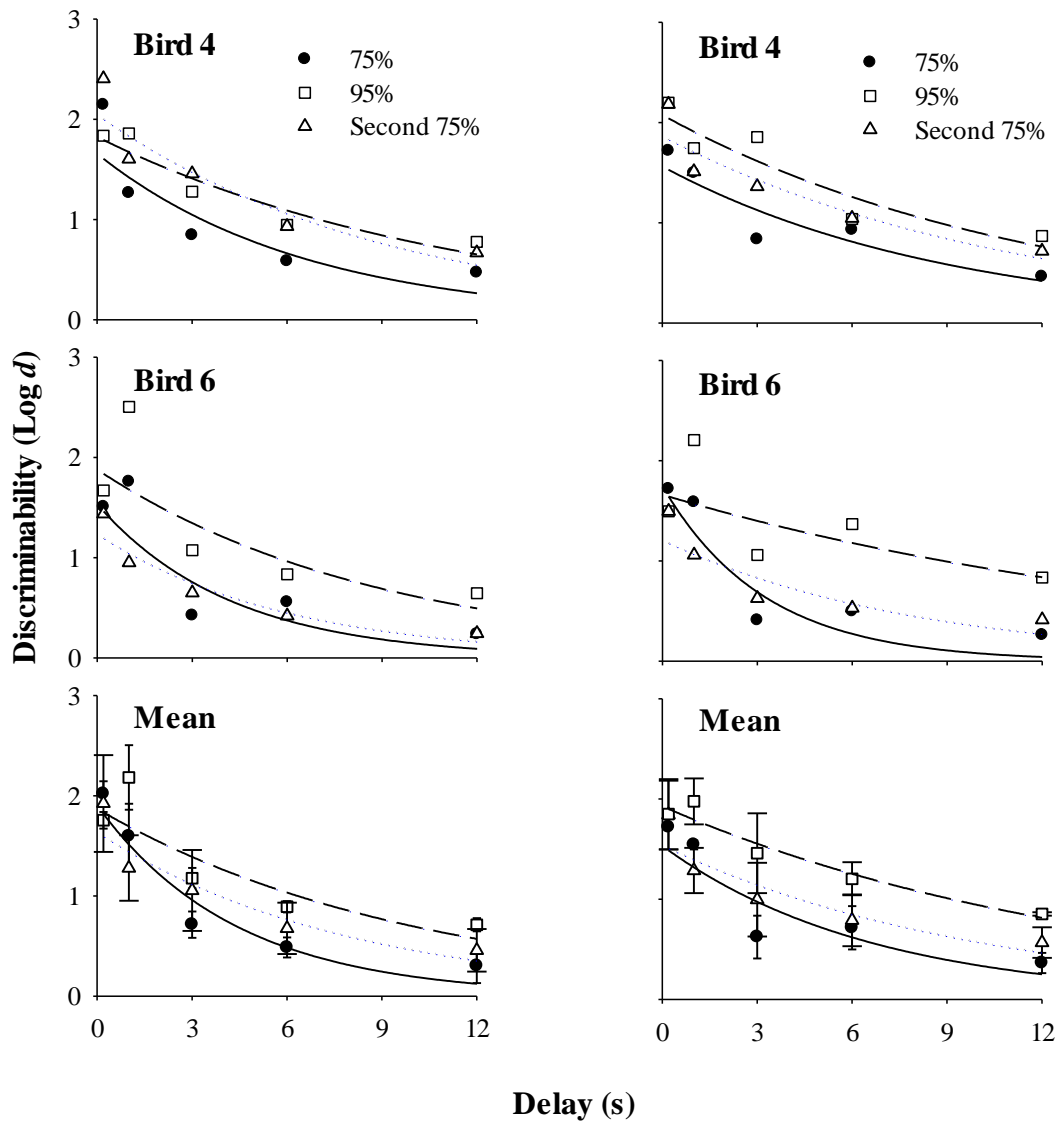 3
Bird 4
75%
95%
Second 75%
2
1
0
Bird 4
75%
95%
Second 75%
3
Bird 6
2
1
0
Bird 6
Discriminability (Log d)
3
Mean
2
1
0
0 3 6 9 12
Mean
0 3 6 9 12
Delay (s)